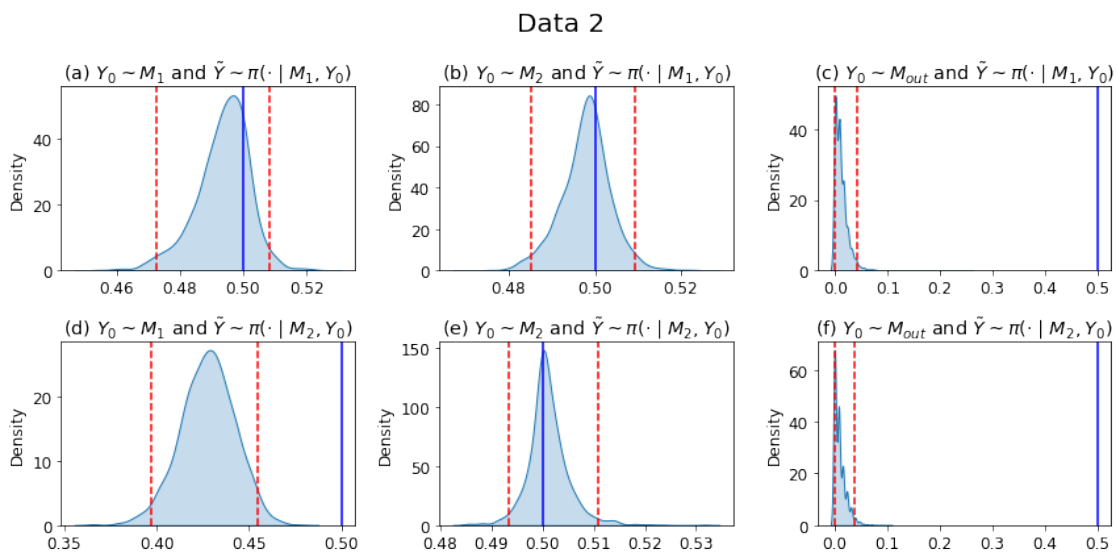 Data 2
(a) Y₀ ~ M₁ and Ỹ ~ π(· | M₁, Y₀)
(b) Y₀ ~ M₂ and Ỹ ~ π(· | M₁, Y₀)
(c) Y₀ ~ Mₒᵤₜ and Ỹ ~ π(· | M₁, Y₀)
Density
40
20
0
0.46 0.48 0.50 0.52
Density
80
60
40
20
0
0.48 0.50 0.52
Density
40
20
0
0.0 0.1 0.2 0.3 0.4 0.5
(d) Y₀ ~ M₁ and Ỹ ~ π(· | M₂, Y₀)
(e) Y₀ ~ M₂ and Ỹ ~ π(· | M₂, Y₀)
(f) Y₀ ~ Mₒᵤₜ and Ỹ ~ π(· | M₂, Y₀)
Density
20
10
0
0.35 0.40 0.45 0.50
Density
150
100
50
0
0.48 0.49 0.50 0.51 0.52 0.53
Density
60
40
20
0
0.0 0.1 0.2 0.3 0.4 0.5